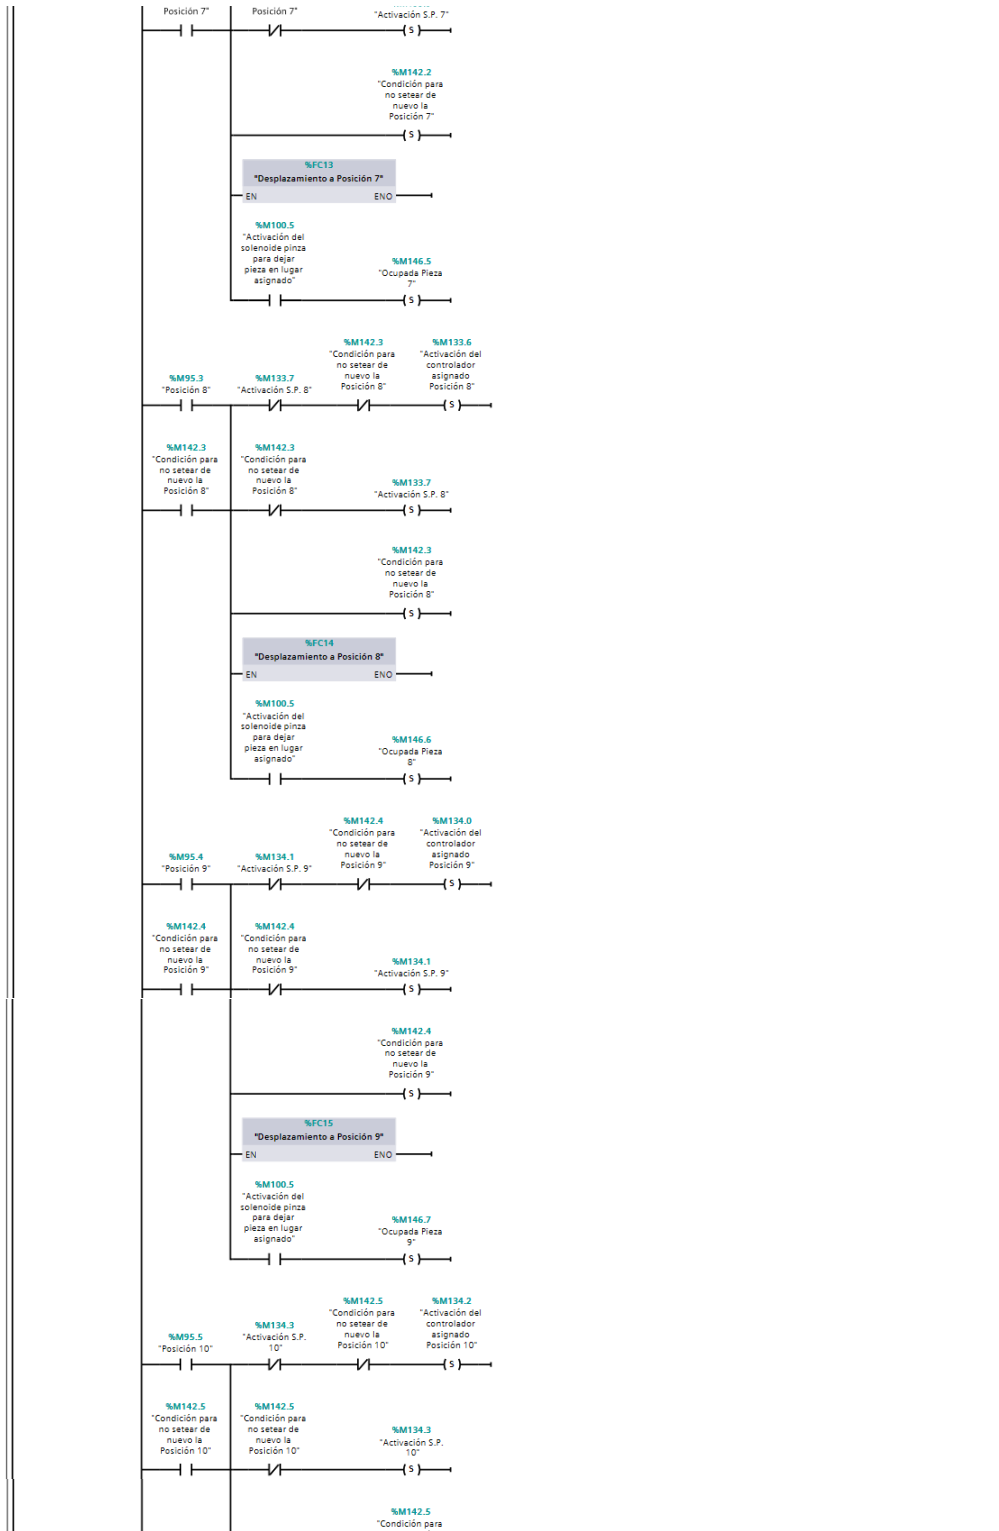 Posición 7"
Posición 7"
"Activación S.P. 7"
( S )
%M142.2
"Condición para
no setear de
nuevo la
Posición 7"
( S )
%FC13
"Desplazamiento a Posición 7"
EN
ENO
%M100.5
"Activación del
solenoide pinza
para dejar
pieza en lugar
asignado"
%M146.5
"Ocupada Pieza
7"
( S )
%M95.3
"Posición 8"
%M133.7
"Activación S.P. 8"
%M142.3
"Condición para
no setear de
nuevo la
Posición 8"
%M133.6
"Activación del
controlador
asignado
Posición 8"
( S )
%M142.3
"Condición para
no setear de
nuevo la
Posición 8"
%M142.3
"Condición para
no setear de
nuevo la
Posición 8"
%M133.7
"Activación S.P. 8"
( S )
%M142.3
"Condición para
no setear de
nuevo la
Posición 8"
( S )
%FC14
"Desplazamiento a Posición 8"
EN
ENO
%M100.5
"Activación del
solenoide pinza
para dejar
pieza en lugar
asignado"
%M146.6
"Ocupada Pieza
8"
( S )
%M95.4
"Posición 9"
%M134.1
"Activación S.P. 9"
%M142.4
"Condición para
no setear de
nuevo la
Posición 9"
%M134.0
"Activación del
controlador
asignado
Posición 9"
( S )
%M142.4
"Condición para
no setear de
nuevo la
Posición 9"
%M142.4
"Condición para
no setear de
nuevo la
Posición 9"
%M134.1
"Activación S.P. 9"
( S )
%M142.4
"Condición para
no setear de
nuevo la
Posición 9"
( S )
%FC15
"Desplazamiento a Posición 9"
EN
ENO
%M100.5
"Activación del
solenoide pinza
para dejar
pieza en lugar
asignado"
%M146.7
"Ocupada Pieza
9"
( S )
%M95.5
"Posición 10"
%M134.3
"Activación S.P.
10"
%M142.5
"Condición para
no setear de
nuevo la
Posición 10"
%M134.2
"Activación del
controlador
asignado
Posición 10"
( S )
%M142.5
"Condición para
no setear de
nuevo la
Posición 10"
%M142.5
"Condición para
no setear de
nuevo la
Posición 10"
%M134.3
"Activación S.P.
10"
( S )
%M142.5
"Condición para